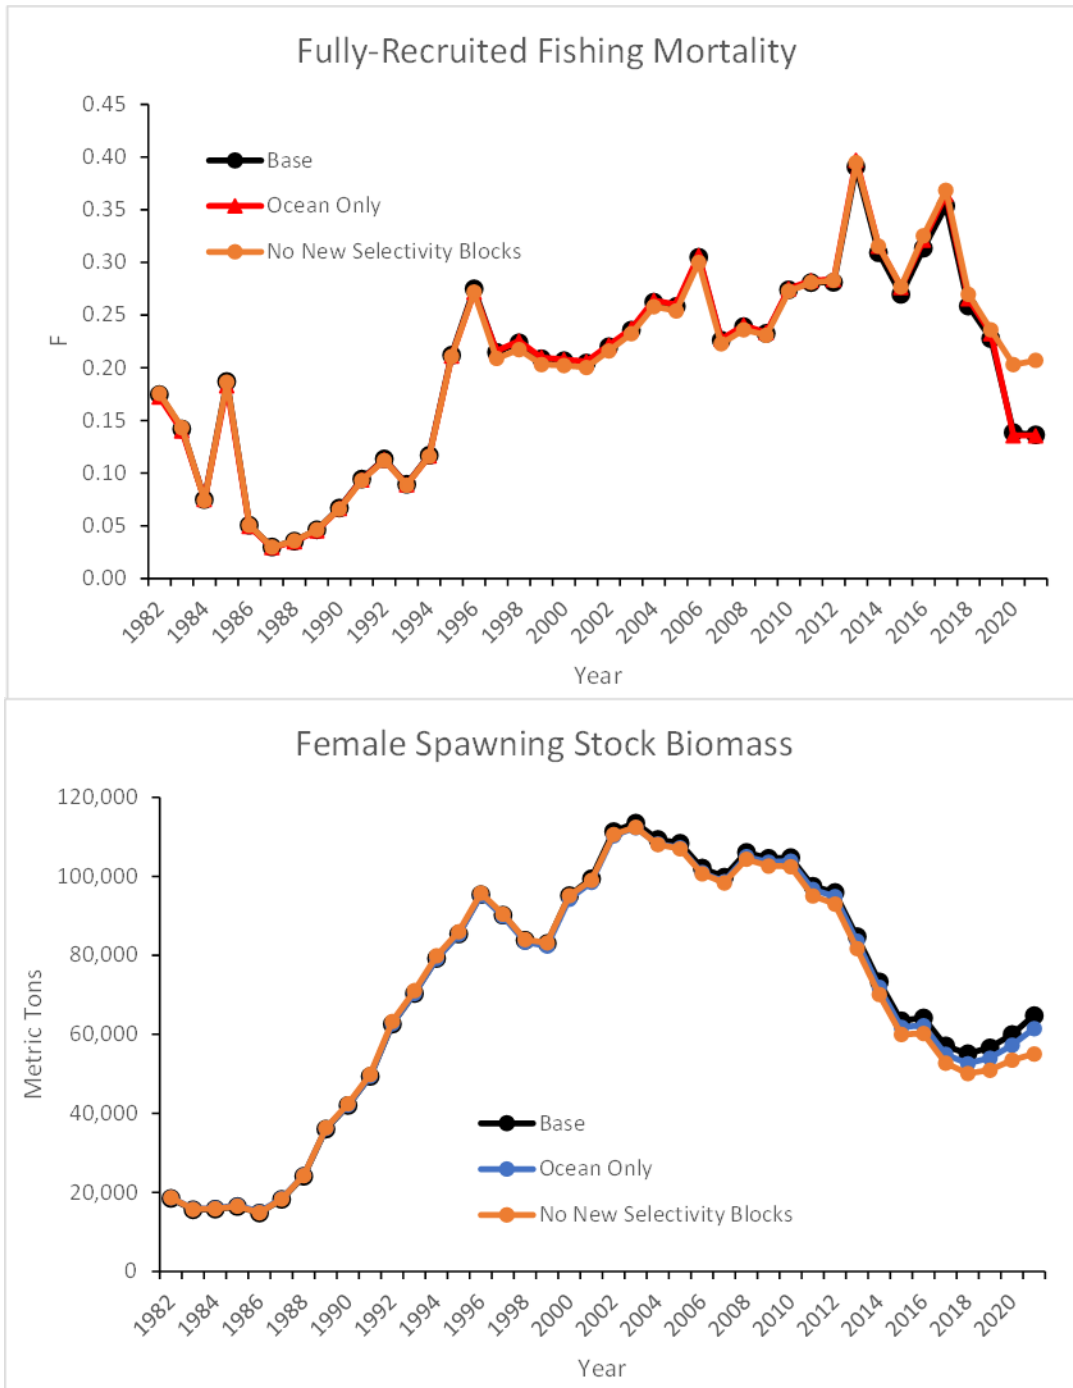 Fully-Recruited Fishing Mortality
0.45
0.40
0.35
0.30
0.25
0.20
0.15
0.10
0.05
0.00
F
Base
Ocean Only
No New Selectivity Blocks
1982 1984 1986 1988 1990 1992 1994 1996 1998 2000 2002 2004 2006 2008 2010 2012 2014 2016 2018 2020
Year
Female Spawning Stock Biomass
120,000
100,000
80,000
60,000
40,000
20,000
0
Metric Tons
Base
Ocean Only
No New Selectivity Blocks
1982 1984 1986 1988 1990 1992 1994 1996 1998 2000 2002 2004 2006 2008 2010 2012 2014 2016 2018 2020
Year